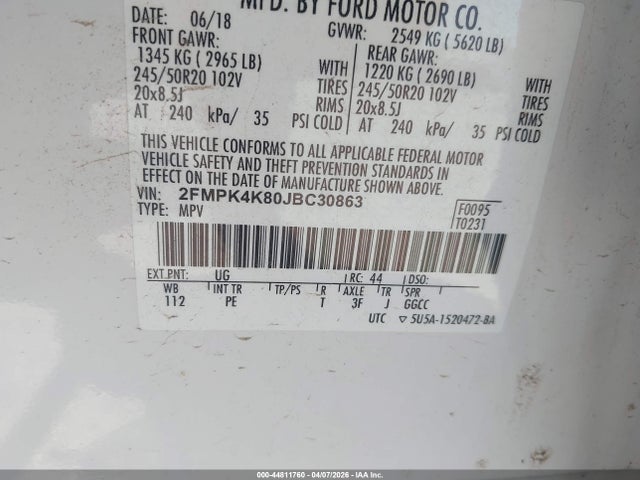 MFD. BY FORD MOTOR CO.
DATE: 06/18 GVWR: 2549 KG ( 5620 LB)
FRONT GAWR: REAR GAWR:
1345 KG ( 2965 LB) WITH 1220 KG ( 2690 LB) WITH
245/50R20 102V TIRES 245/50R20 102V TIRES
20x8.5J RIMS 20x8.5J RIMS
AT 240 kPa/ 35 PSI COLD AT 240 kPa/ 35 PSI COLD
THIS VEHICLE CONFORMS TO ALL APPLICABLE FEDERAL MOTOR
VEHICLE SAFETY AND THEFT PREVENTION STANDARDS IN
EFFECT ON THE DATE OF MANUFACTURE SHOWN ABOVE.
VIN: 2FMPK4K80JBC30863 F0095
TYPE: MPV T0231
EXT PNT: UG RC: 44 DSO:
WB INT TR TP/PS R AXLE TR SPR
112 PE T 3F J GGCC
UTC ▽ 5U5A-1520472-BA
000-44811760 04/07/2026 - IAA